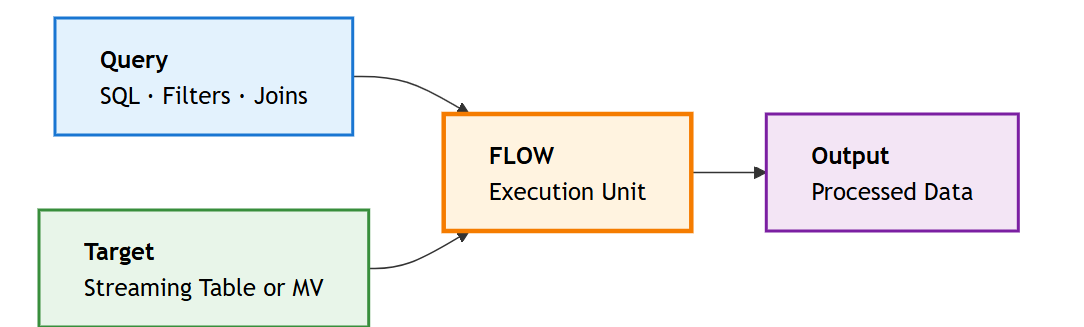 Query
SQL · Filters · Joins
FLOW
Execution Unit
Output
Processed Data
Target
Streaming Table or MV